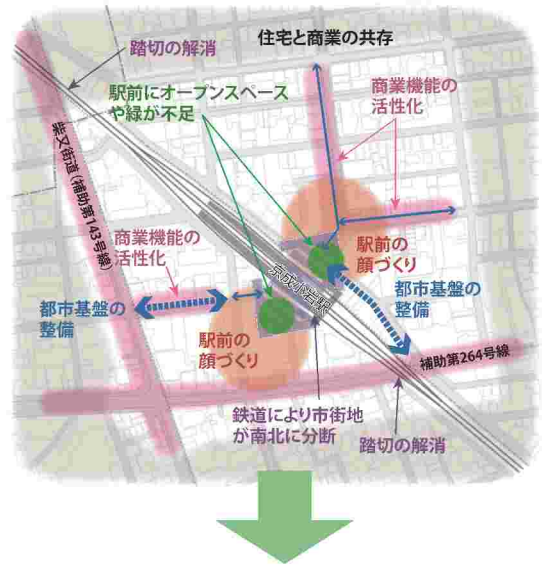 踏切の解消
住宅と商業の共存
駅前にオープンスペース
や緑が不足
商業機能の
活性化
柴又街道(補助第143号線)
商業機能の
活性化
京成小岩駅
駅前の
顔づくり
都市基盤の
整備
都市基盤の
整備
駅前の
顔づくり
補助第264号線
鉄道により市街地
が南北に分断
踏切の解消